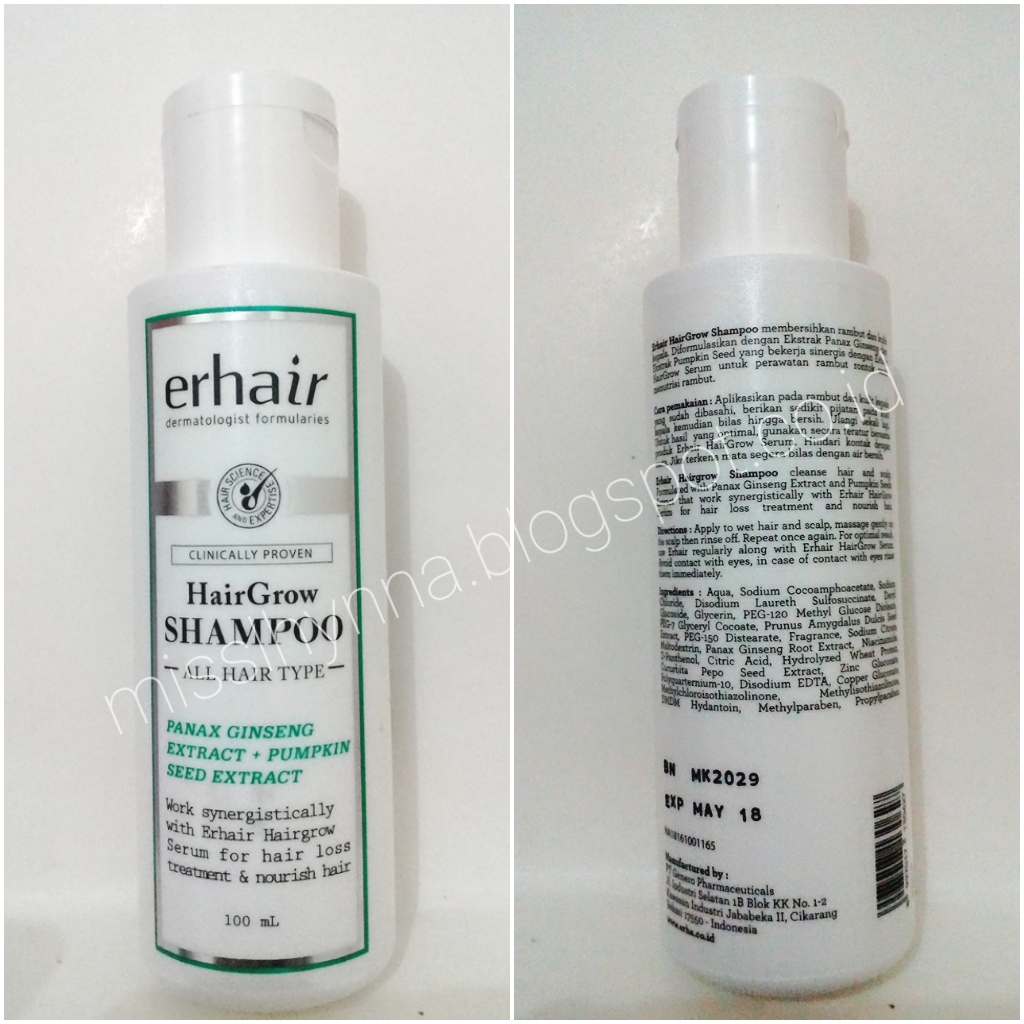 erhair
dermatologist formularies
HAIR SCIENCE AND EXPERTISE
CLINICALLY PROVEN
HairGrow
SHAMPOO
ALL HAIR TYPE
PANAX GINSENG
EXTRACT + PUMPKIN
SEED EXTRACT
Work synergistically
with Erhair Hairgrow
Serum for hair loss
treatment & nourish hair
100 mL
Erhair HairGrow Shampoo membersihkan rambut dan kulit
kepala. Diformulasikan dengan Ekstrak Panax Ginseng
Ekstrak Pumpkin Seed yang bekerja sinergis dengan
HairGrow Serum untuk perawatan rambut rontok
menutrisi rambut.
Cara pemakaian : Aplikasikan pada rambut dan kulit kepala
yang sudah dibasahi, berikan sedikit pijatan pada
kepala kemudian bilas hingga bersih. Ulangi sekali lagi.
Untuk hasil yang optimal, gunakan secara teratur bersama
produk Erhair HairGrow Serum. Hindari kontak dengan
Jika terkena mata segera bilas dengan air bersih.
Erhair Hairgrow Shampoo cleanse hair and scalp.
Formulated with Panax Ginseng Extract and Pumpkin Seed
that work synergistically with Erhair HairGrow
Serum for hair loss treatment and nourish hair
Directions : Apply to wet hair and scalp, massage gently
the scalp then rinse off. Repeat once again. For optimal result,
use Erhair regularly along with Erhair HairGrow Serum.
Avoid contact with eyes, in case of contact with eyes rinse
them immediately.
Ingredients : Aqua, Sodium Cocoamphoacetate, Sodium
Chloride, Disodium Laureth Sulfosuccinate, Decyl
Glucoside, Glycerin, PEG-120 Methyl Glucose Dioleate,
PEG-7 Glyceryl Cocoate, Prunus Amygdalus Dulcis Seed
Extract, PEG-150 Distearate, Fragrance, Sodium Citrate,
Maltodextrin, Panax Ginseng Root Extract, Niacinamide,
D-Panthenol, Citric Acid, Hydrolyzed Wheat Protein,
Cucurbita Pepo Seed Extract, Zinc Gluconate,
Polyquarternium-10, Disodium EDTA, Copper Gluconate,
Methylchloroisothiazolinone, Methylisothiazolinone,
DMDM Hydantoin, Methylparaben, Propylparaben
BN MK2029
EXP MAY 18
NA18161001165
Manufactured by :
PT Genero Pharmaceuticals
Jl. Industri Selatan 1B Blok KK No. 1-2
Kawasan Industri Jababeka II, Cikarang
Bekasi 17550 - Indonesia
www.erha.co.id
misslhynna.blogspot.co.id